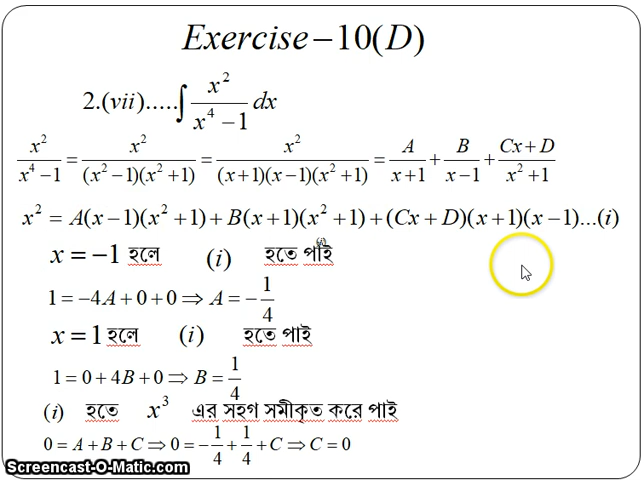 Exercise−10(D)
2.(vii).....∫ x²/(x⁴−1) dx
x²/(x⁴−1) = x²/((x²−1)(x²+1)) = x²/((x+1)(x−1)(x²+1)) = A/(x+1) + B/(x−1) + (Cx+D)/(x²+1)
x² = A(x−1)(x²+1)+B(x+1)(x²+1)+(Cx+D)(x+1)(x−1)...(i)
x = −1 হলে (i) হতে পাই
1 = −4A+0+0 ⇒ A = −1/4
x = 1 হলে (i) হতে পাই
1 = 0+4B+0 ⇒ B = 1/4
(i) হতে x³ এর সহগ সমীকৃত করে পাই
0 = A+B+C ⇒ 0 = −1/4+1/4+C ⇒ C = 0
Screencast-O-Matic.com